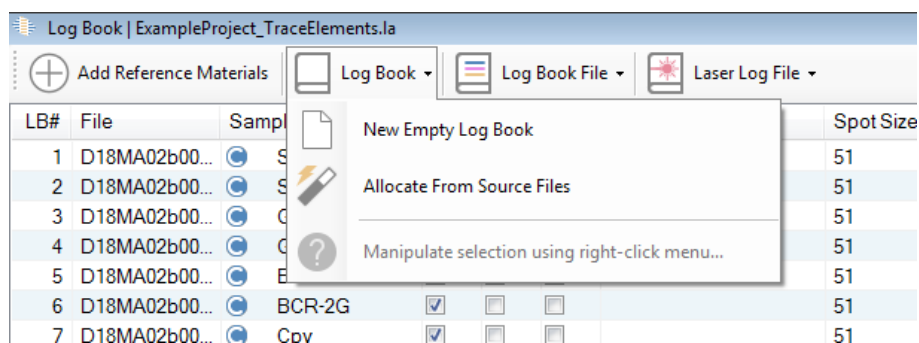 Log Book | ExampleProject_TraceElements.la
Add Reference Materials Log Book Log Book File Laser Log File
LB# File Spot Size
New Empty Log Book
1 D18MA02b00... 51
Allocate From Source Files
2 D18MA02b00... 51
3 D18MA02b00... 51
4 D18MA02b00... 51
Manipulate selection using right-click menu...
5 D18MA02b00... 51
6 D18MA02b00... BCR-2G 51
7 D18MA02b00... Cpy 51